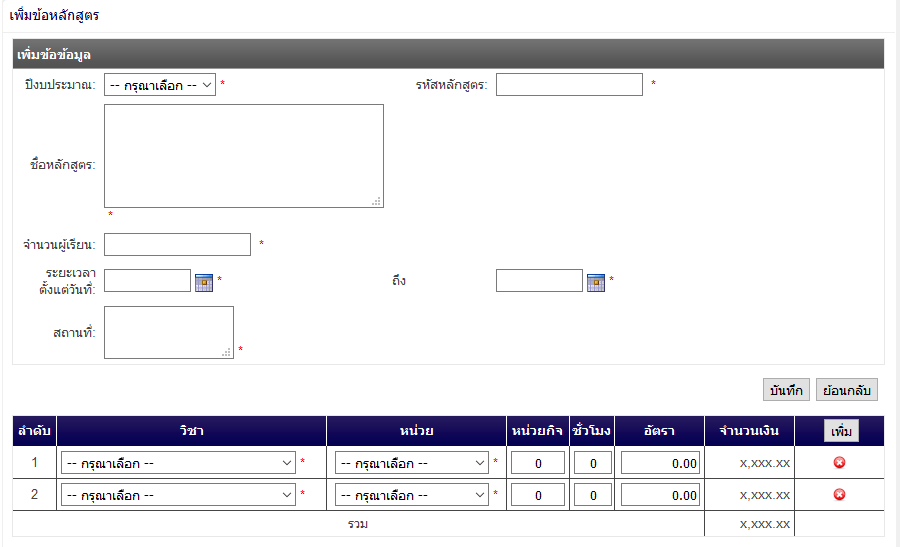 เพิ่มข้อหลักสูตร
เพิ่มข้อข้อมูล
ปีงบประมาณ: -- กรุณาเลือก -- * รหัสหลักสูตร: *
ชื่อหลักสูตร:
*
จำนวนผู้เรียน: *
ระยะเวลา
ตั้งแต่วันที่: * ถึง *
สถานที่: *
บันทึก ย้อนกลับ
ลำดับ วิชา หน่วย หน่วยกิจ ชั่วโมง อัตรา จำนวนเงิน เพิ่ม
1 -- กรุณาเลือก -- * -- กรุณาเลือก -- * 0 0 0.00 x,xxx.xx
2 -- กรุณาเลือก -- * -- กรุณาเลือก -- * 0 0 0.00 x,xxx.xx
รวม x,xxx.xx